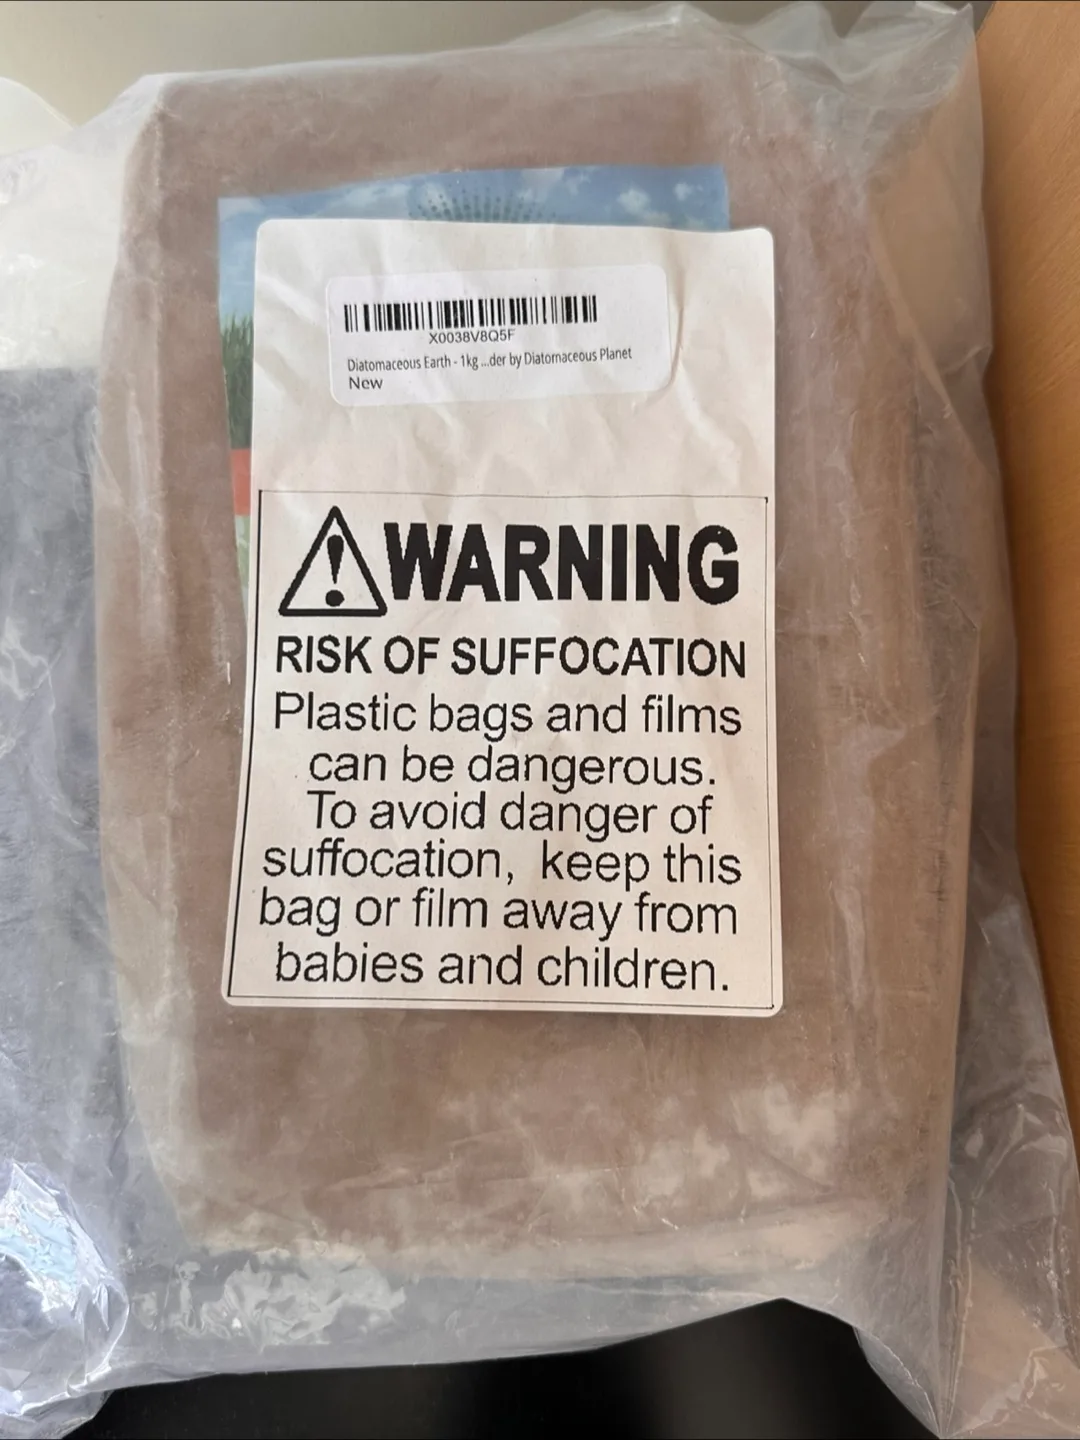 X0038V8Q5F
Diatomaceous Earth - 1kg ...der by Diatomaceous Planet
New
WARNING
RISK OF SUFFOCATION
Plastic bags and films
can be dangerous.
To avoid danger of
suffocation, keep this
bag or film away from
babies and children.